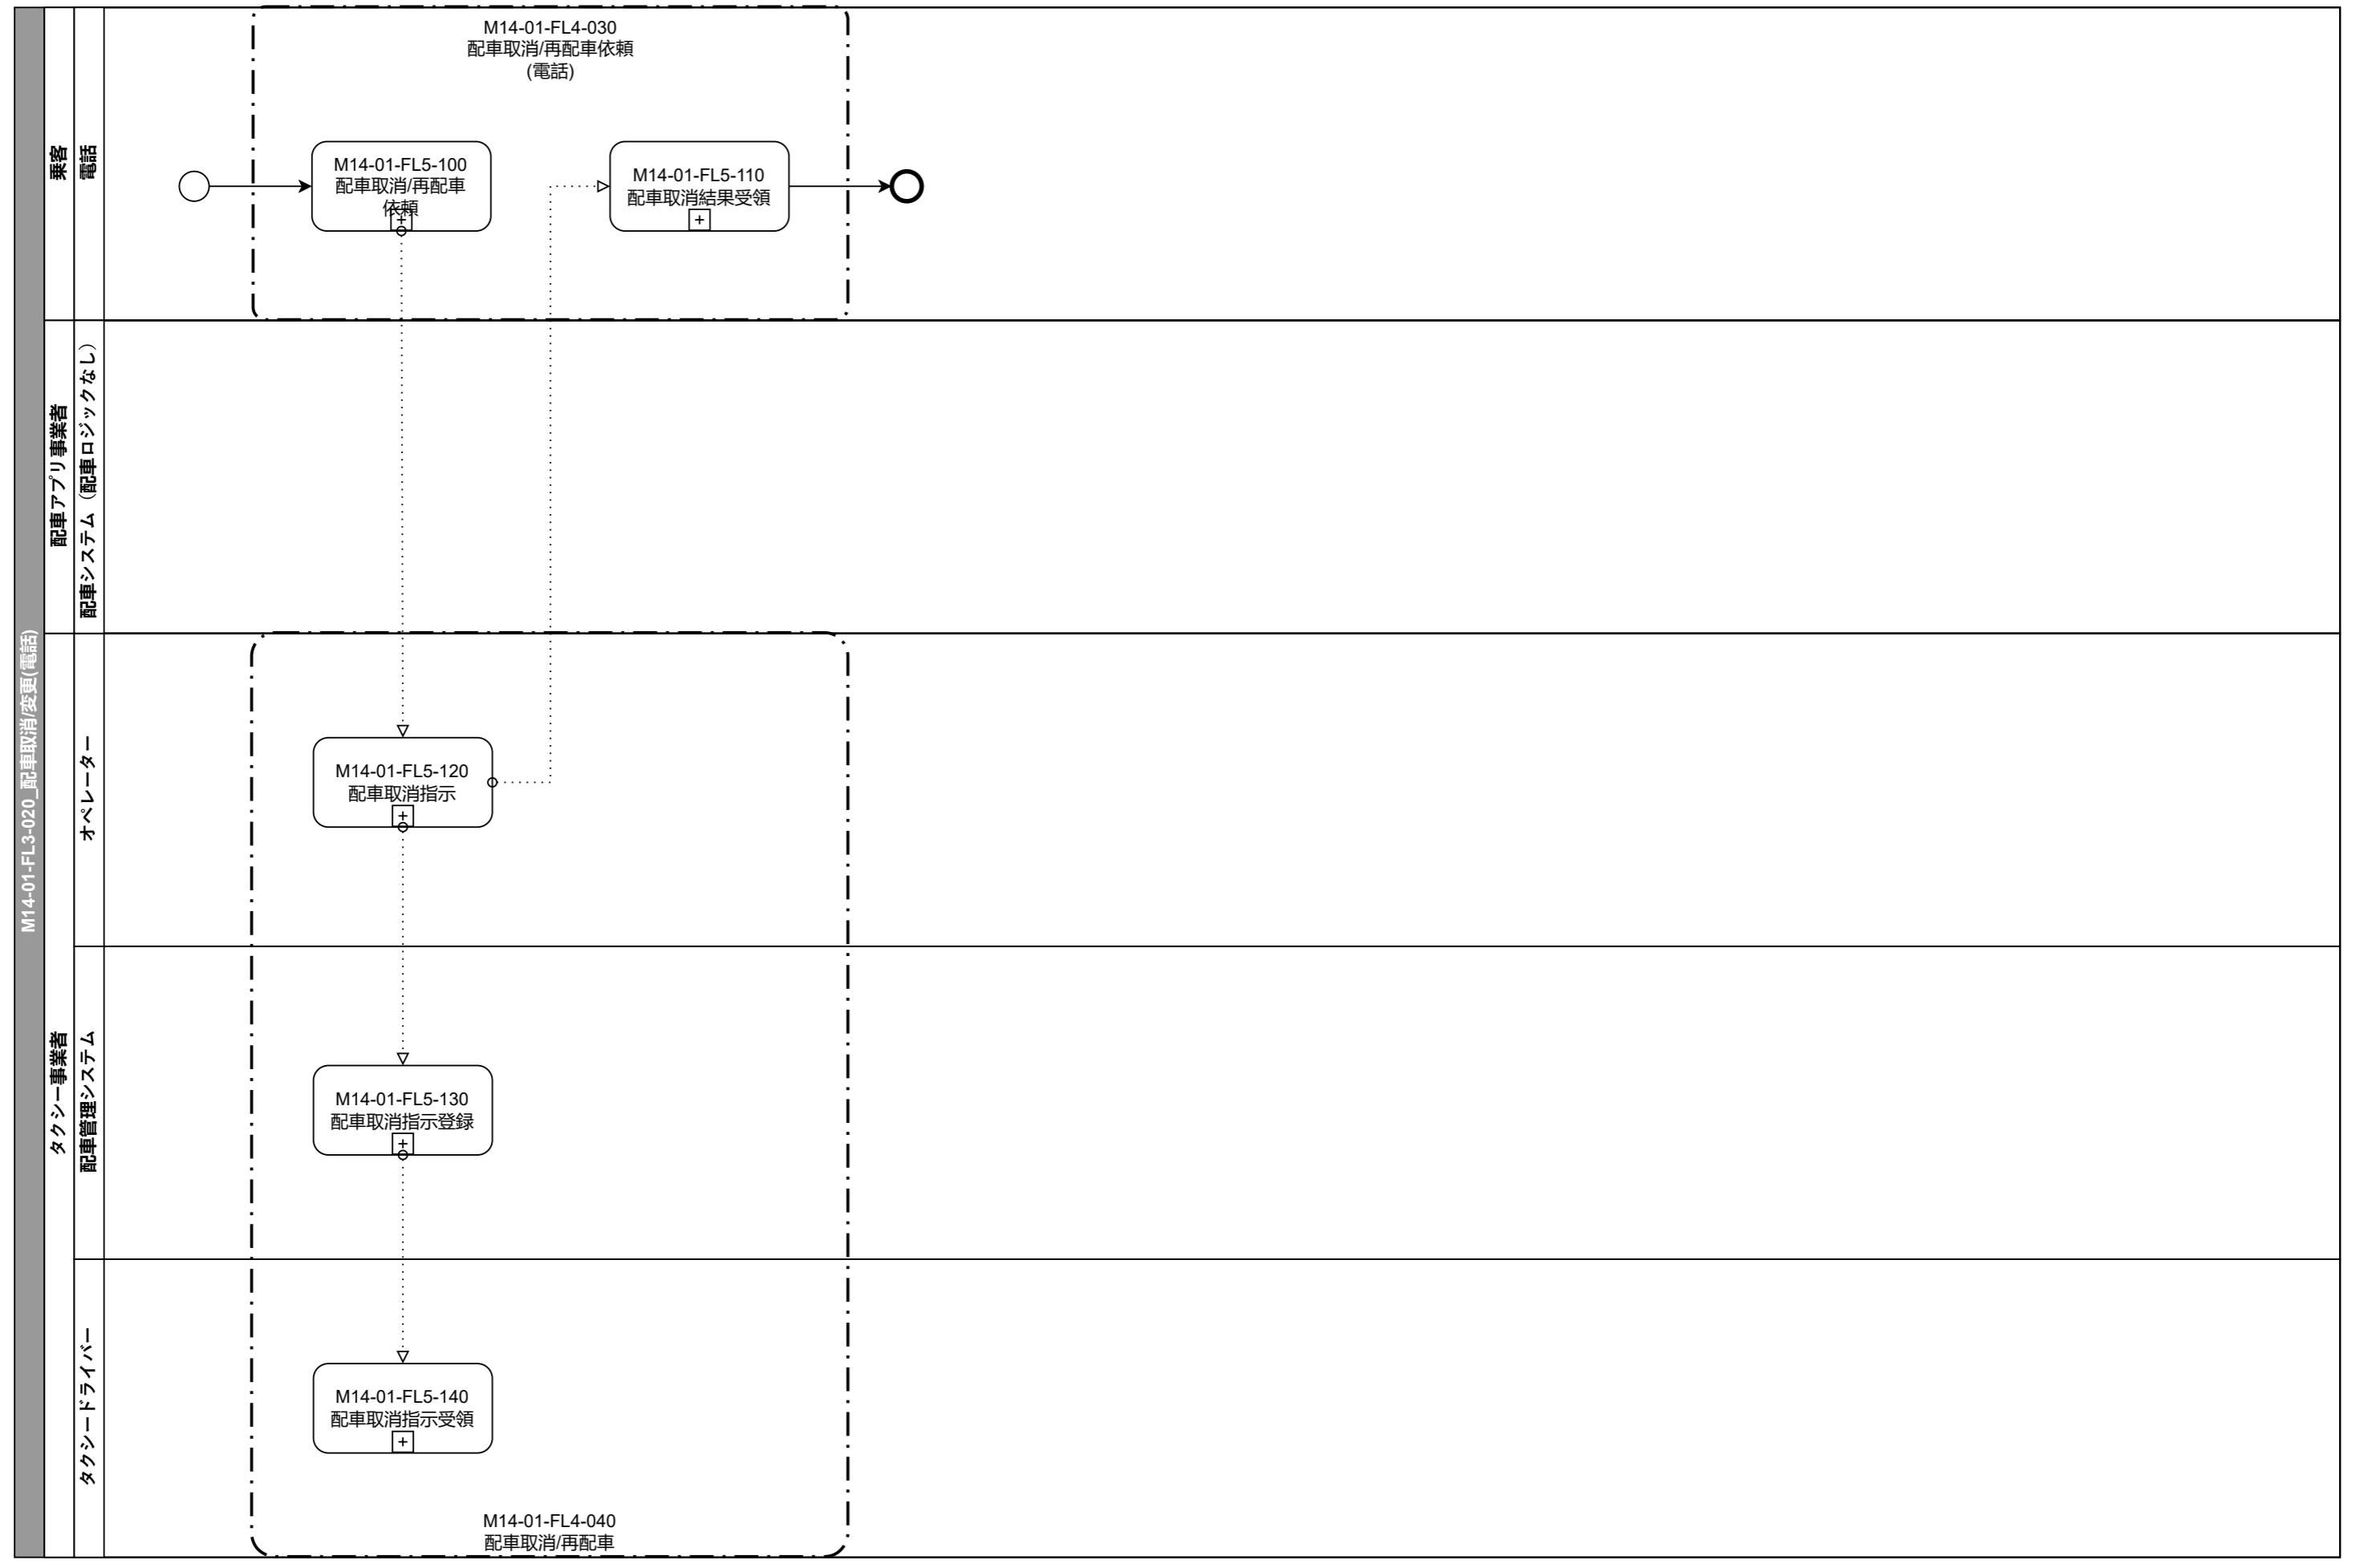 M14-01-FL3-020_配車取消/変更(電話)
乗客
電話
M14-01-FL4-030
配車取消/再配車依頼
(電話)
M14-01-FL5-100
配車取消/再配車
依頼
+
M14-01-FL5-110
配車取消結果受領
+
配車アプリ事業者
配車システム（配車ロジックなし）
タクシー事業者
オペレーター
M14-01-FL5-120
配車取消指示
+
配車管理システム
M14-01-FL5-130
配車取消指示登録
+
タクシードライバー
M14-01-FL5-140
配車取消指示受領
+
M14-01-FL4-040
配車取消/再配車